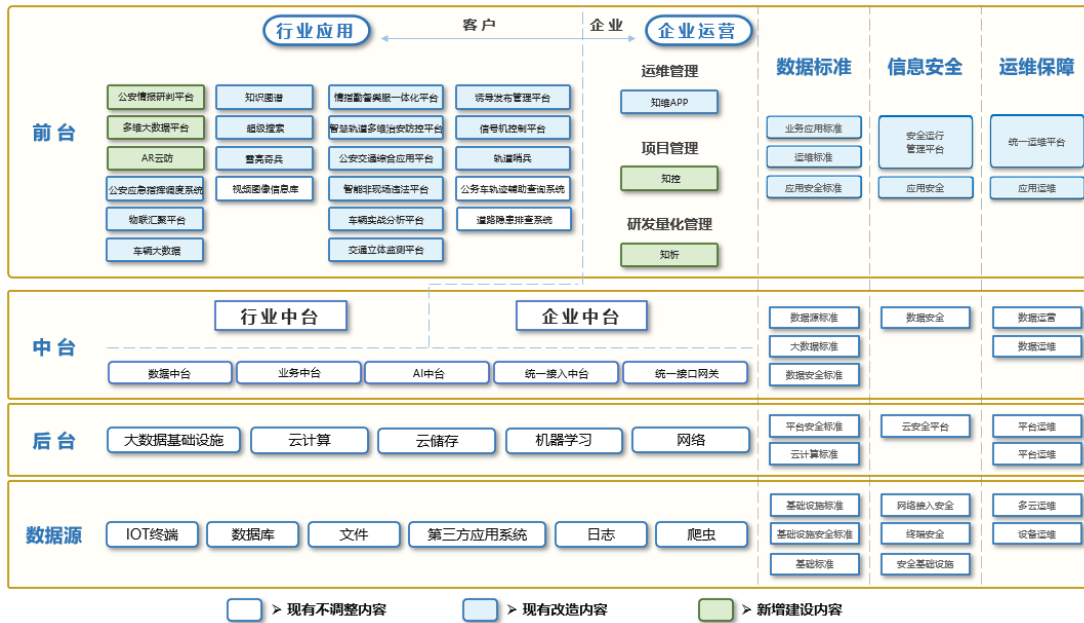 行业应用
客户
企业
企业运营
数据标准
信息安全
运维保障
前台
公安情报研判平台
知识图谱
情指勤督舆服一体化平台
诱导发布管理平台
多维大数据平台
超级搜索
智慧轨道多维治安防控平台
信号机控制平台
AR云防
雪亮奇兵
公安交通综合应用平台
轨道哨兵
公安应急指挥调度系统
视频图像信息库
智能非现场违法平台
公务车轨迹辅助查询系统
物联汇聚平台
车辆实战分析平台
道路隐患排查系统
车辆大数据
交通立体监测平台
运维管理
知维APP
项目管理
知控
研发量化管理
知析
业务应用标准
运维标准
应用安全标准
安全运行
管理平台
应用安全
统一运维平台
应用运维
中台
行业中台
企业中台
数据中台
业务中台
AI中台
统一接入中台
统一接口网关
数据源标准
大数据标准
数据安全标准
数据安全
数据运营
数据运维
后台
大数据基础设施
云计算
云储存
机器学习
网络
平台安全标准
云计算标准
云安全平台
平台运维
平台运维
数据源
IOT终端
数据库
文件
第三方应用系统
日志
爬虫
基础设施标准
基础设施安全标准
基础标准
网络接入安全
终端安全
安全基础设施
多云运维
设备运维
➢ 现有不调整内容
➢ 现有改造内容
➢ 新增建设内容